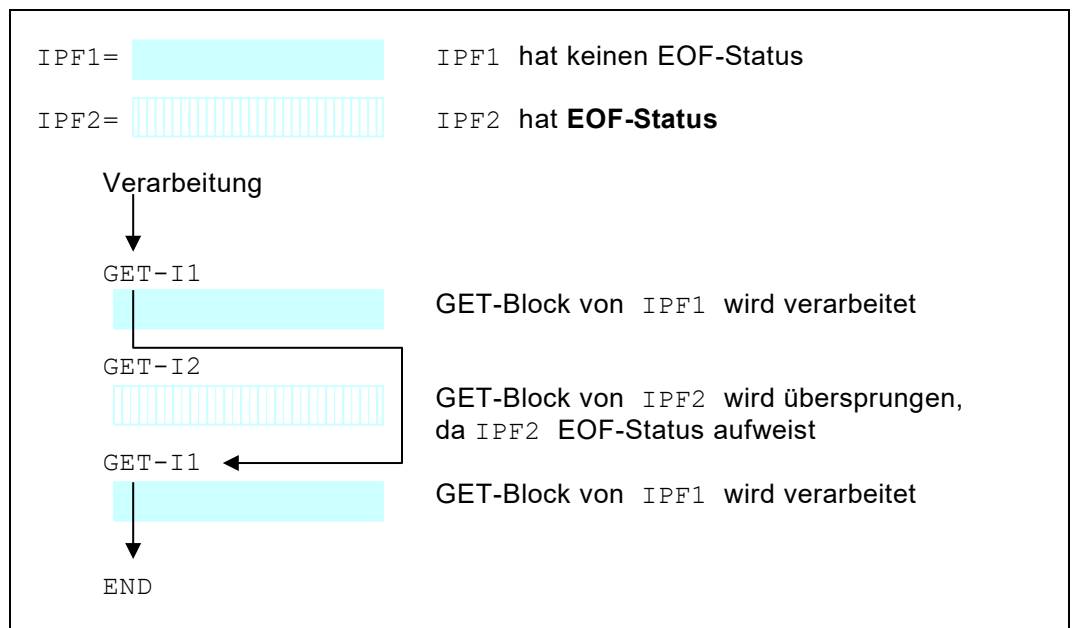 IPF1= IPF1 hat keinen EOF-Status
IPF2= IPF2 hat EOF-Status
Verarbeitung
GET-I1
GET-Block von IPF1 wird verarbeitet
GET-I2
GET-Block von IPF2 wird übersprungen,
da IPF2 EOF-Status aufweist
GET-I1
GET-Block von IPF1 wird verarbeitet
END